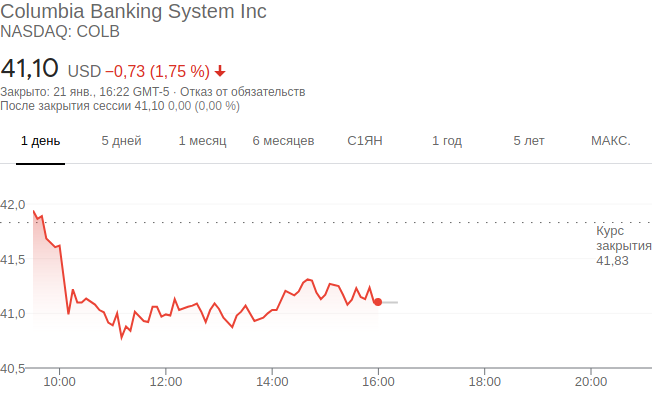 Columbia Banking System Inc
NASDAQ: COLB
41,10 USD −0,73 (1,75 %)
Закрыто: 21 янв., 16:22 GMT-5 · Отказ от обязательств
После закрытия сессии 41,10 0,00 (0,00 %)
1 день 5 дней 1 месяц 6 месяцев С1ЯН 1 год 5 лет МАКС.
42,0
Курс
закрытия
41,83
41,5
41,0
40,5
10:00 12:00 14:00 16:00 18:00 20:00